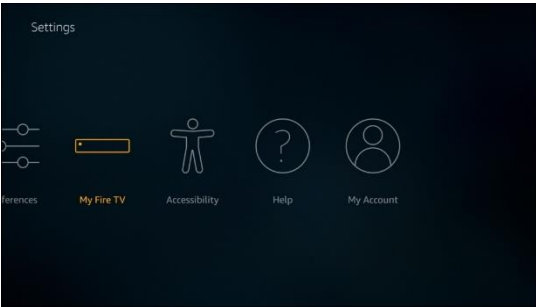 Settings
ferences
My Fire TV
Accessibility
Help
My Account